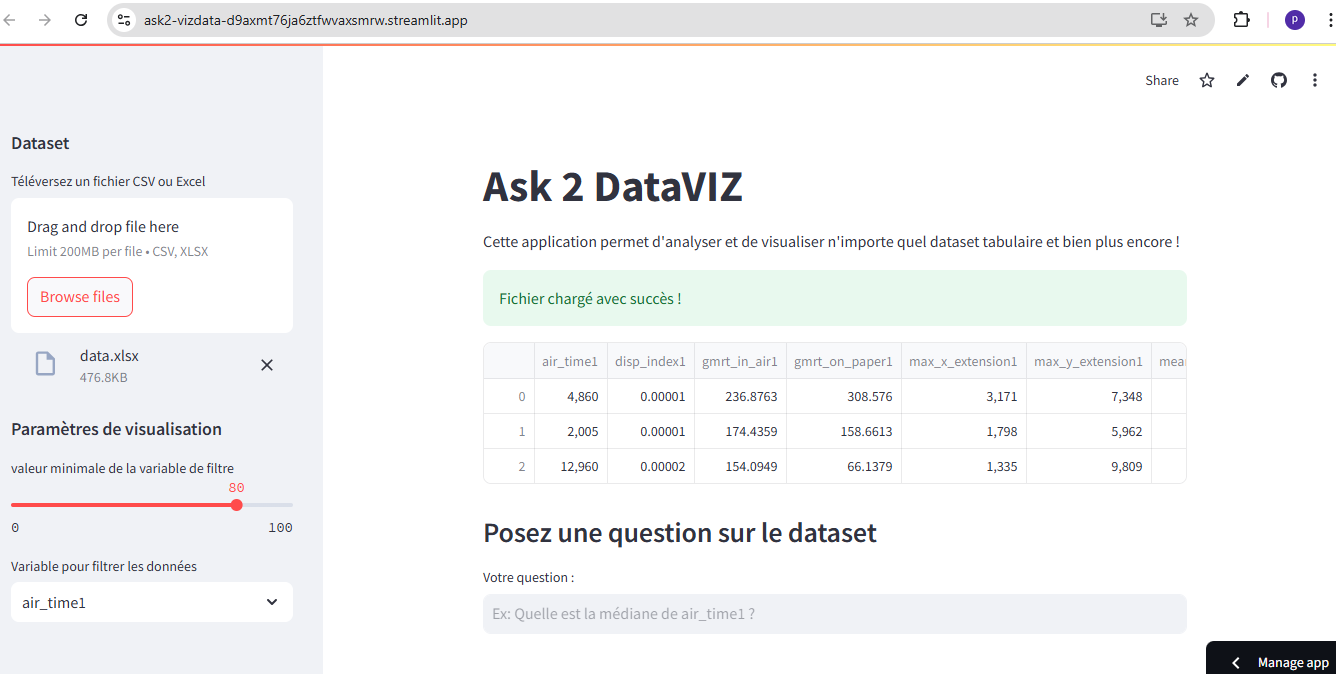 ask2-vizdata-d9axmt76ja6ztfwvaxsmrw.streamlit.app
p
Share
Dataset
Téléversez un fichier CSV ou Excel
Drag and drop file here
Limit 200MB per file • CSV, XLSX
Browse files
data.xlsx
476.8KB
Paramètres de visualisation
valeur minimale de la variable de filtre
80
0 100
Variable pour filtrer les données
air_time1
Ask 2 DataVIZ
Cette application permet d'analyser et de visualiser n'importe quel dataset tabulaire et bien plus encore !
Fichier chargé avec succès !
air_time1 disp_index1 gmrt_in_air1 gmrt_on_paper1 max_x_extension1 max_y_extension1 mea
0 4,860 0.00001 236.8763 308.576 3,171 7,348
1 2,005 0.00001 174.4359 158.6613 1,798 5,962
2 12,960 0.00002 154.0949 66.1379 1,335 9,809
Posez une question sur le dataset
Votre question :
Ex: Quelle est la médiane de air_time1 ?
Manage app